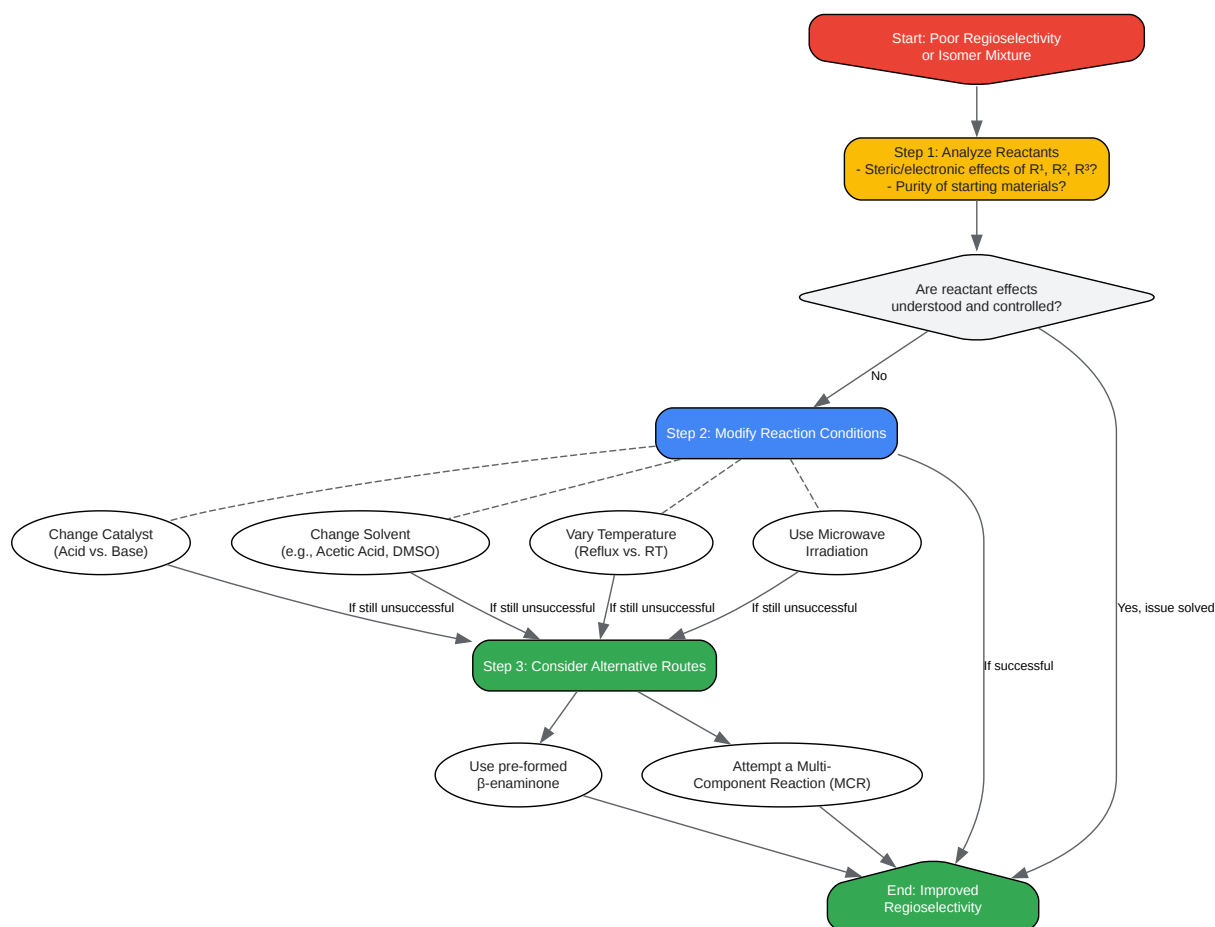 Start: Poor Regioselectivity
or Isomer Mixture
Step 1: Analyze Reactants
- Steric/electronic effects of R¹, R², R³?
- Purity of starting materials?
Are reactant effects
understood and controlled?
No
Step 2: Modify Reaction Conditions
Change Catalyst
(Acid vs. Base)
Change Solvent
(e.g., Acetic Acid, DMSO)
Vary Temperature
(Reflux vs. RT)
Use Microwave
Irradiation
If still unsuccessful
If still unsuccessful
If still unsuccessful
If still unsuccessful
Yes, issue solved
Step 3: Consider Alternative Routes
If successful
Use pre-formed
β-enaminone
Attempt a Multi-
Component Reaction (MCR)
End: Improved
Regioselectivity